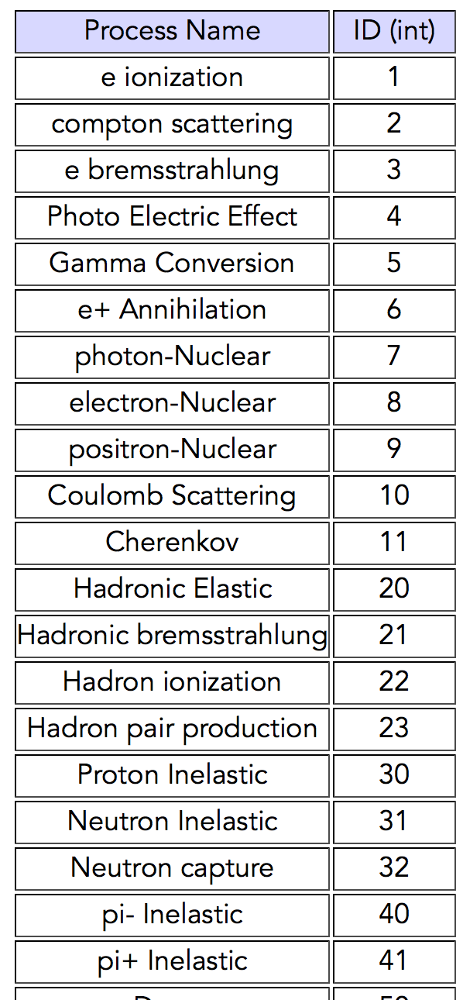 Process Name ID (int)
e ionization 1
compton scattering 2
e bremsstrahlung 3
Photo Electric Effect 4
Gamma Conversion 5
e+ Annihilation 6
photon-Nuclear 7
electron-Nuclear 8
positron-Nuclear 9
Coulomb Scattering 10
Cherenkov 11
Hadronic Elastic 20
Hadronic bremsstrahlung 21
Hadron ionization 22
Hadron pair production 23
Proton Inelastic 30
Neutron Inelastic 31
Neutron capture 32
pi- Inelastic 40
pi+ Inelastic 41